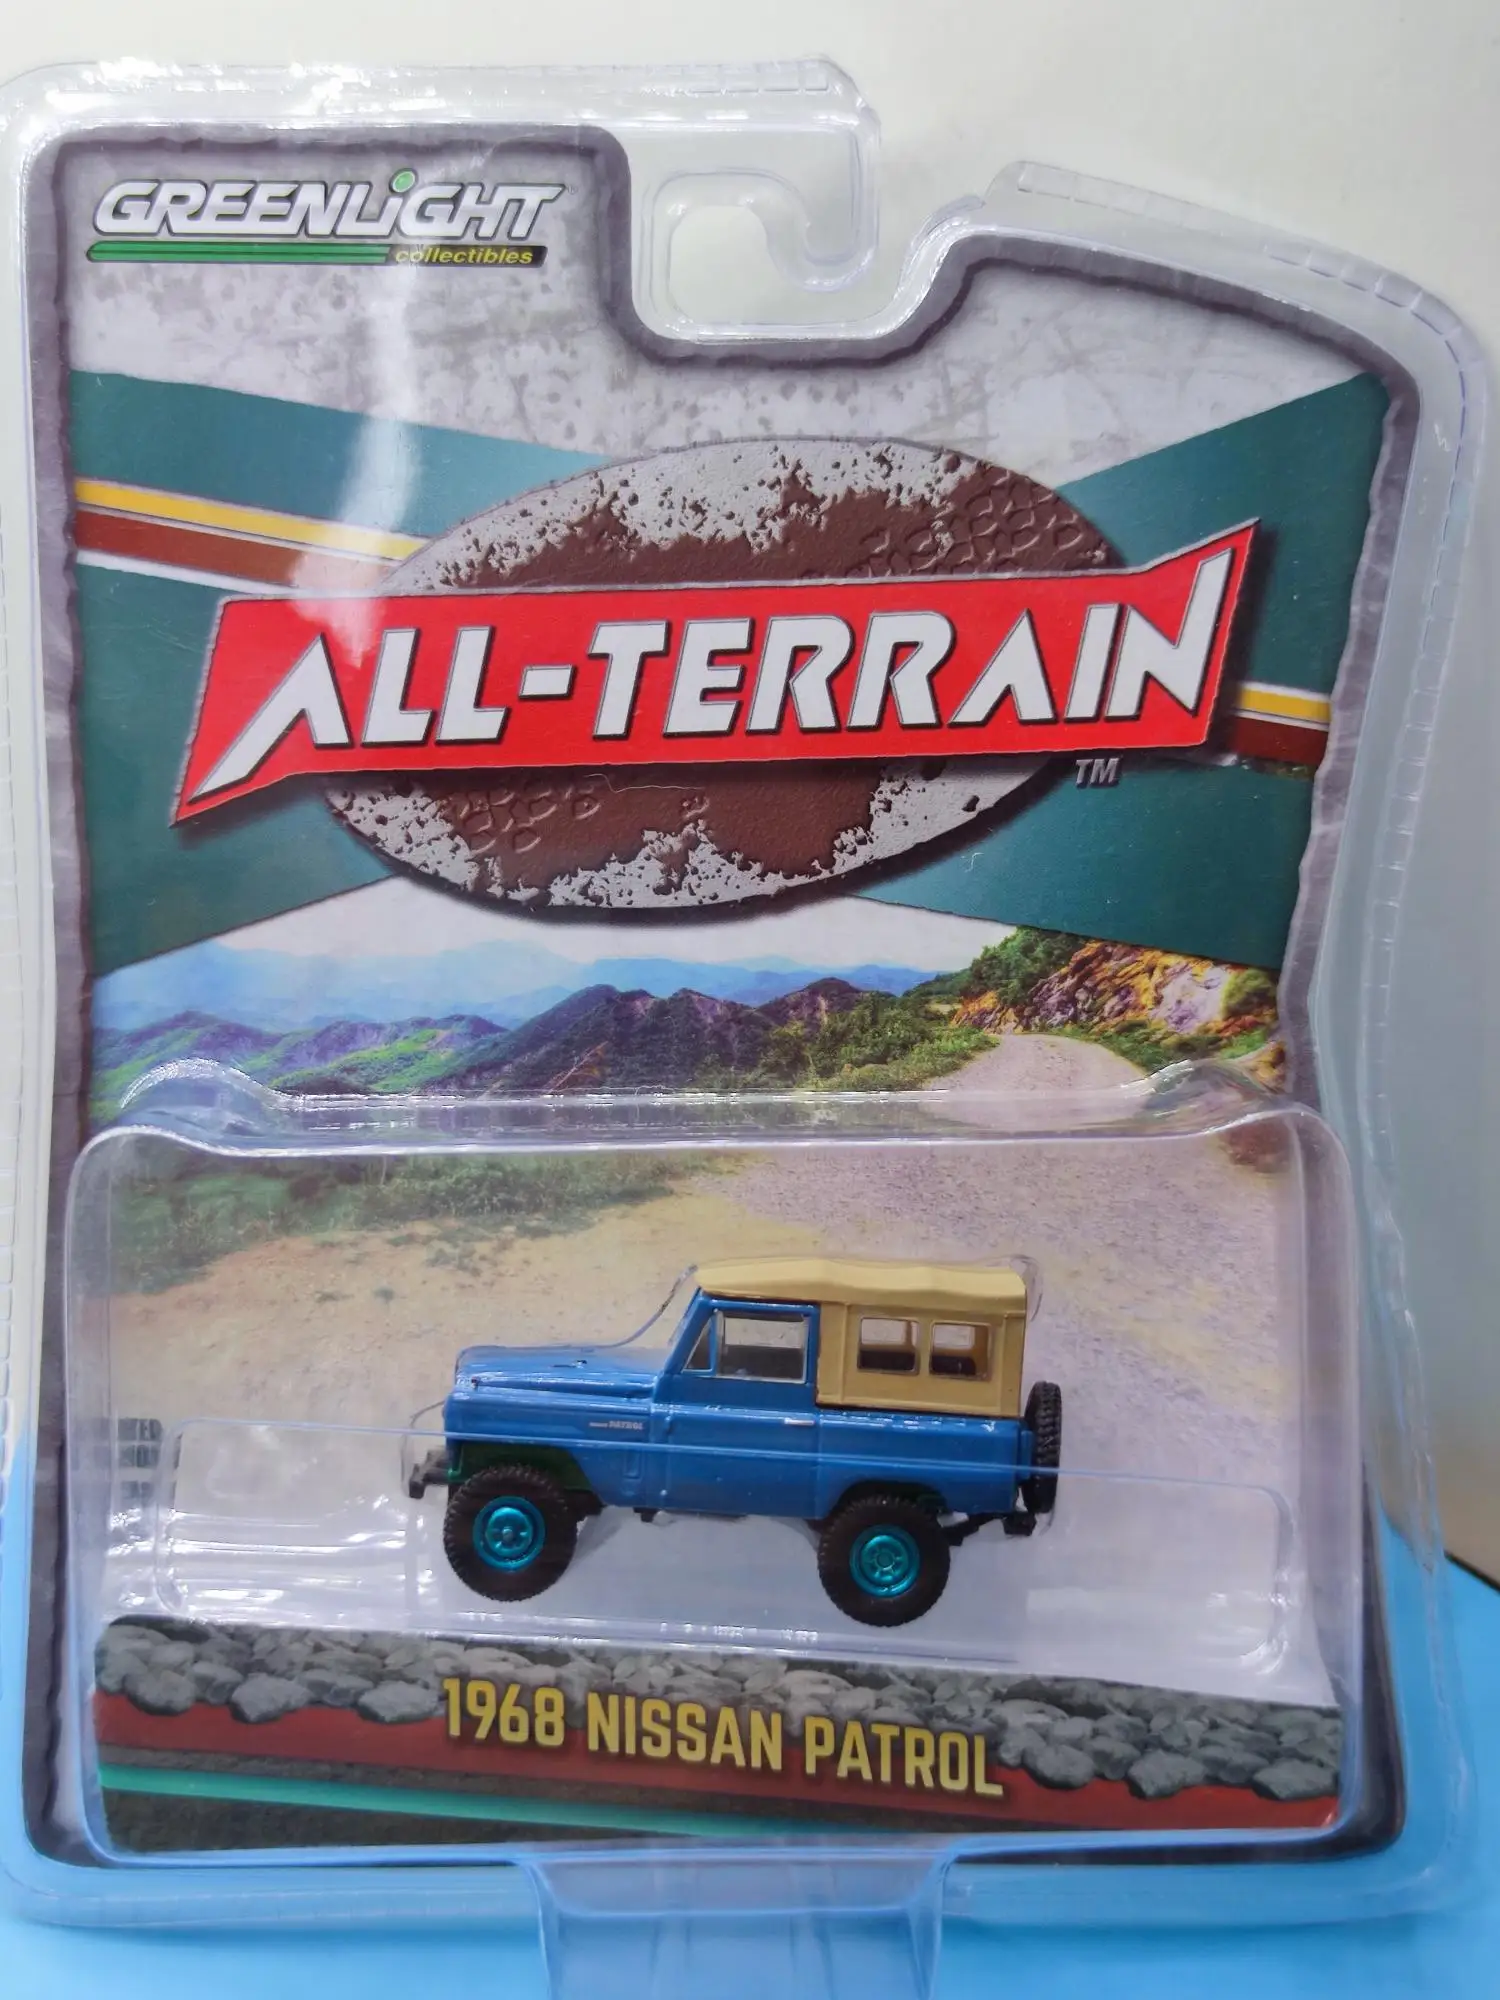 GREENLiGHT®
collectibles
ALL-TERRAIN
TM
PATROL
1968 NISSAN PATROL